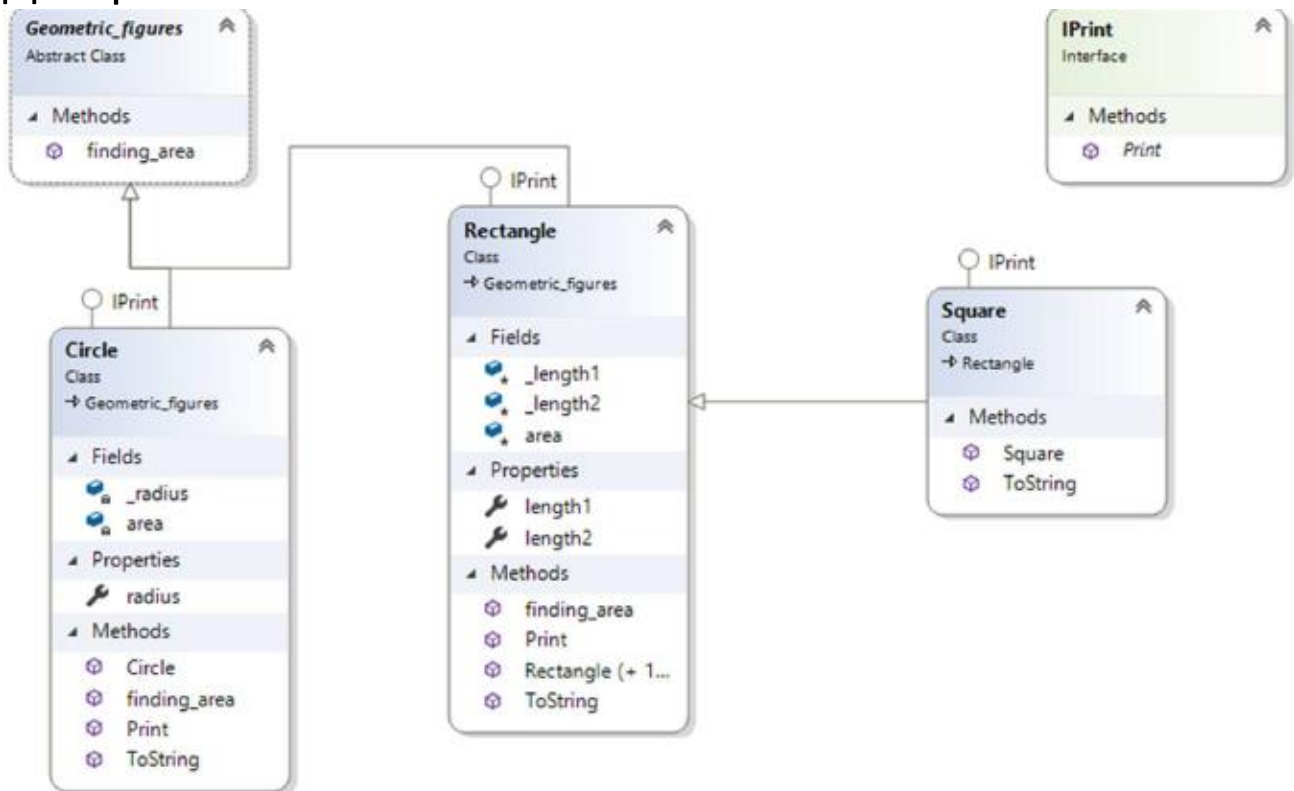 Geometric_figures
Abstract Class
Methods
finding_area
IPrint
Interface
Methods
Print
IPrint
Rectangle
Class
Geometric_figures
Fields
_length1
_length2
area
Properties
length1
length2
Methods
finding_area
Print
Rectangle (+ 1...
ToString
IPrint
Square
Class
Rectangle
Methods
Square
ToString
IPrint
Circle
Class
Geometric_figures
Fields
_radius
area
Properties
radius
Methods
Circle
finding_area
Print
ToString